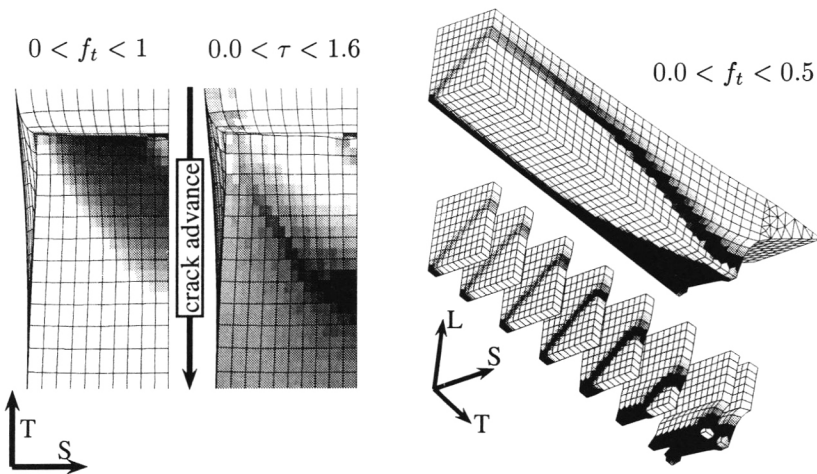 0 < f_t < 1
0.0 < τ < 1.6
crack advance
T
S
0.0 < f_t < 0.5
L
S
T